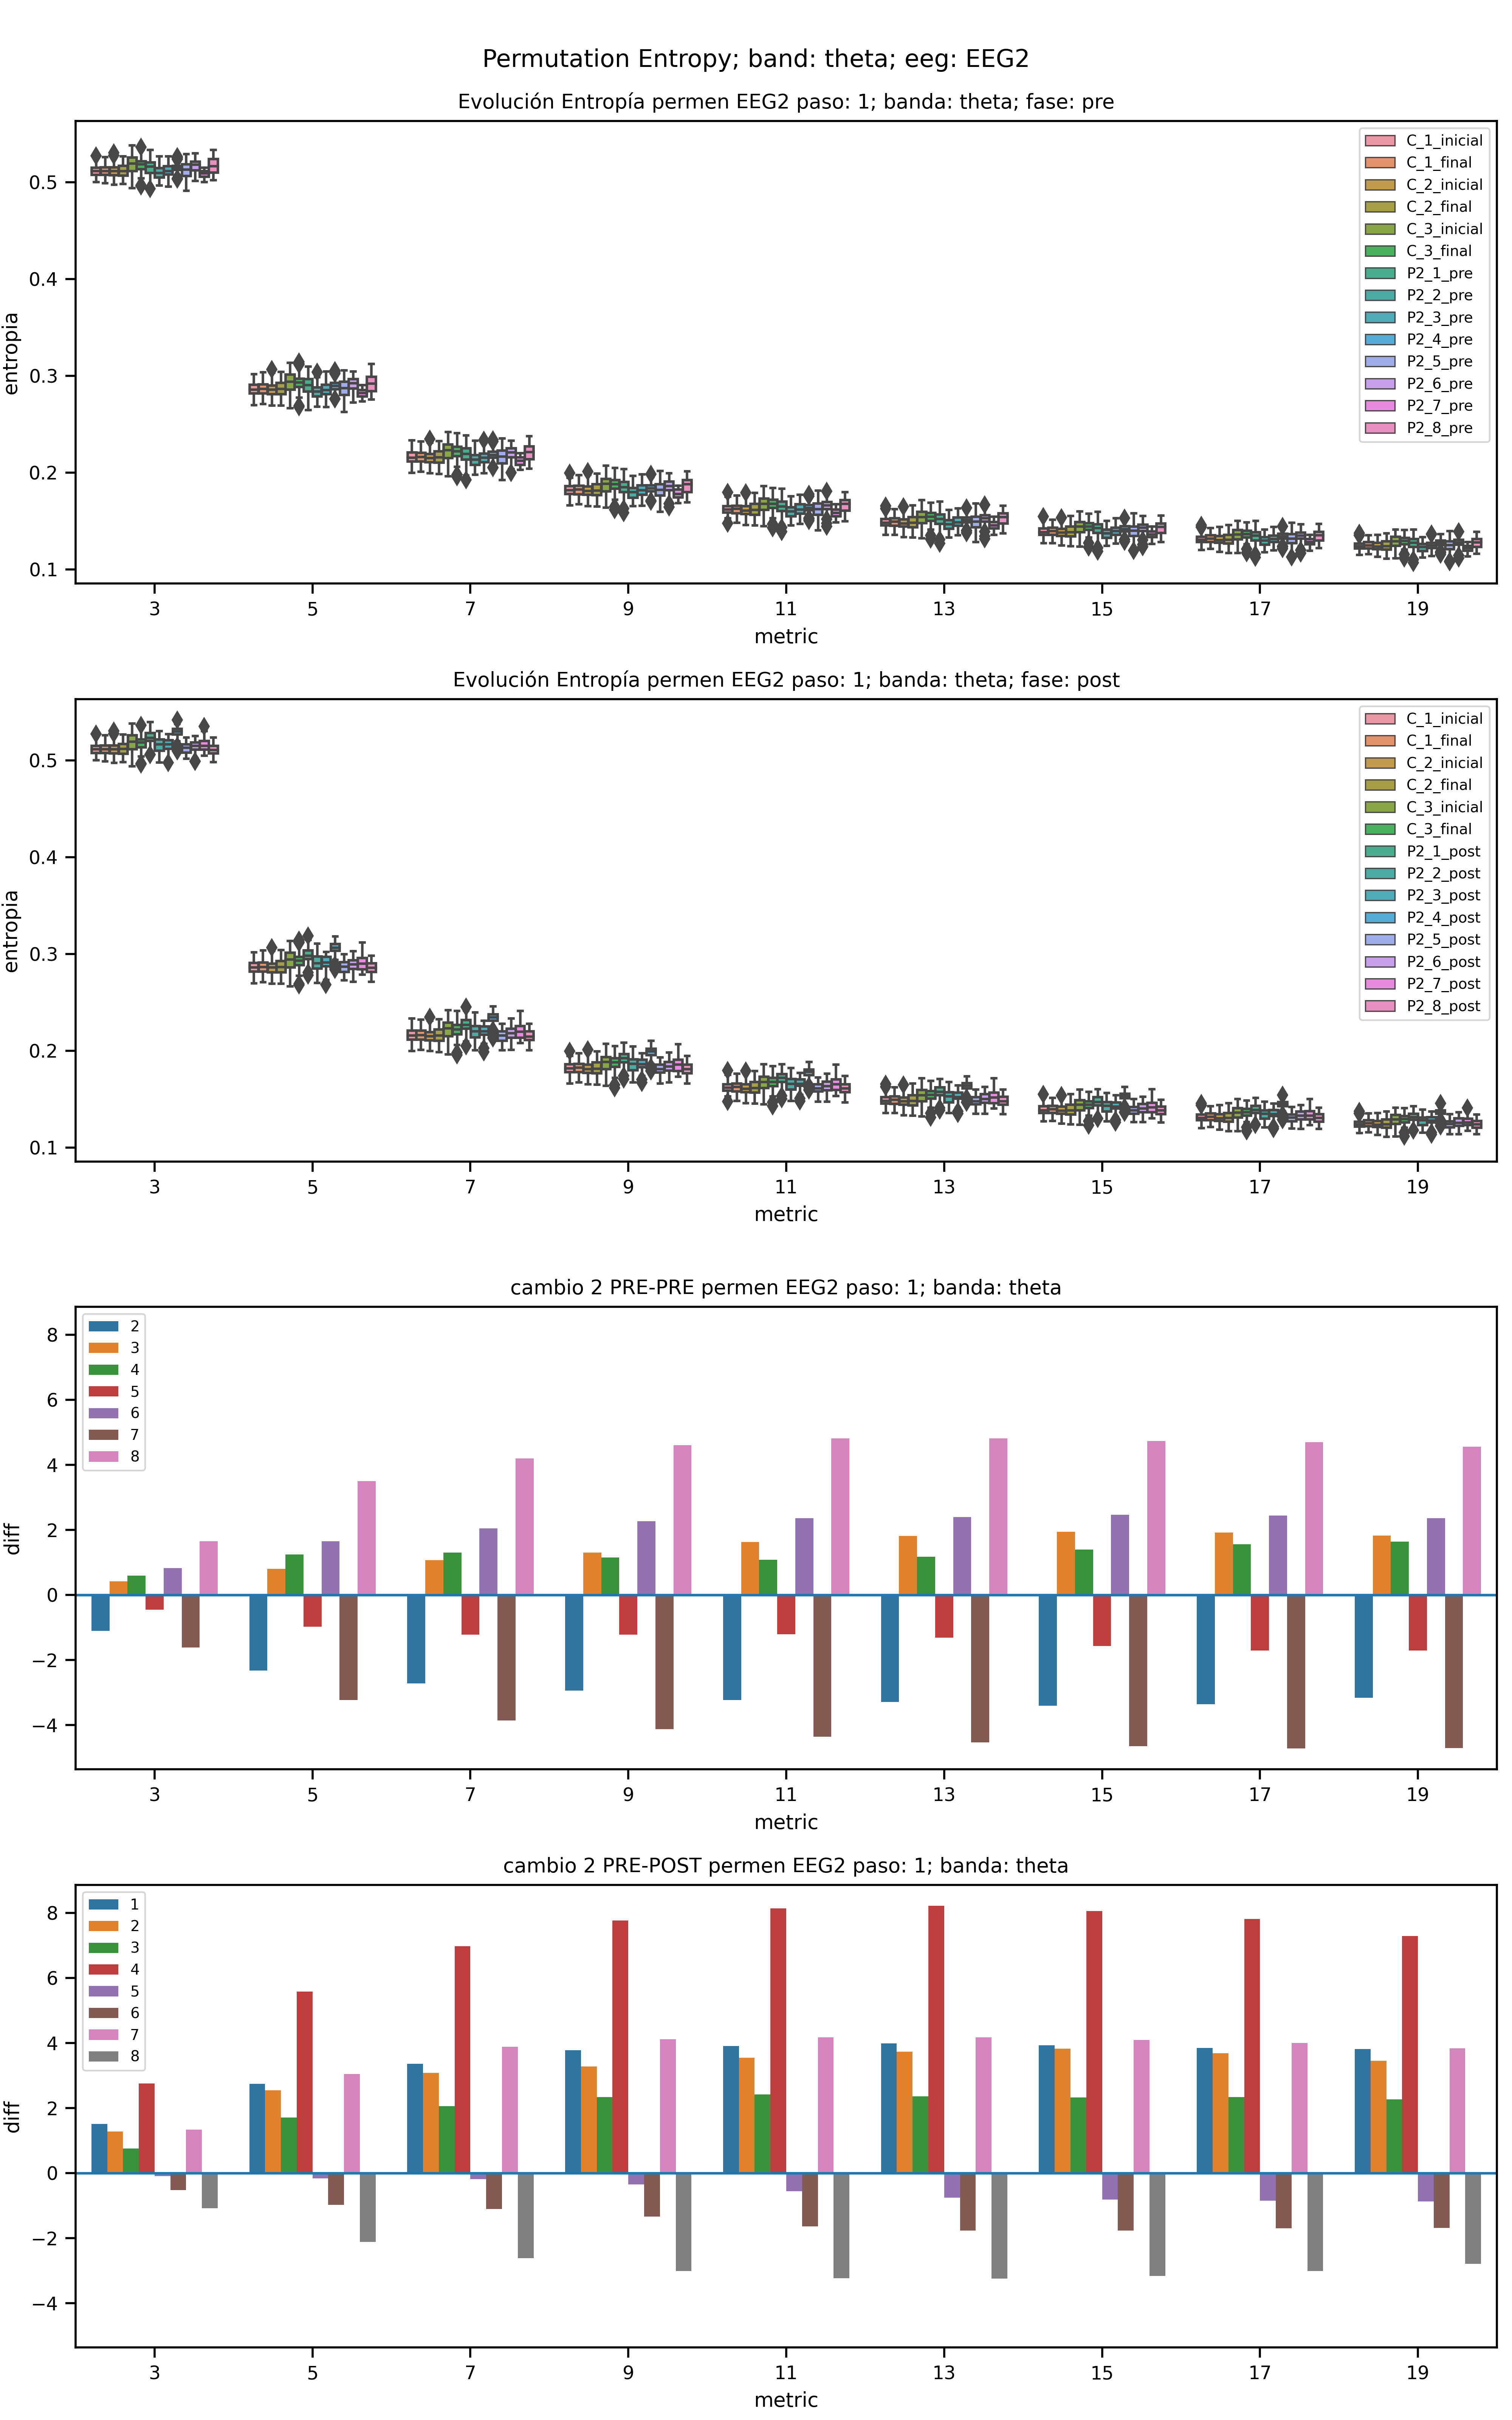 Permutation Entropy; band: theta; eeg: EEG2
Evolución Entropía permen EEG2 paso: 1; banda: theta; fase: pre
entropia
0.5
0.4
0.3
0.2
0.1
C_1_inicial
C_1_final
C_2_inicial
C_2_final
C_3_inicial
C_3_final
P2_1_pre
P2_2_pre
P2_3_pre
P2_4_pre
P2_5_pre
P2_6_pre
P2_7_pre
P2_8_pre
3 5 7 9 11 13 15 17 19
metric
Evolución Entropía permen EEG2 paso: 1; banda: theta; fase: post
entropia
0.5
0.4
0.3
0.2
0.1
C_1_inicial
C_1_final
C_2_inicial
C_2_final
C_3_inicial
C_3_final
P2_1_post
P2_2_post
P2_3_post
P2_4_post
P2_5_post
P2_6_post
P2_7_post
P2_8_post
3 5 7 9 11 13 15 17 19
metric
cambio 2 PRE-PRE permen EEG2 paso: 1; banda: theta
diff
8
6
4
2
0
−2
−4
2
3
4
5
6
7
8
3 5 7 9 11 13 15 17 19
metric
cambio 2 PRE-POST permen EEG2 paso: 1; banda: theta
diff
8
6
4
2
0
−2
−4
1
2
3
4
5
6
7
8
3 5 7 9 11 13 15 17 19
metric